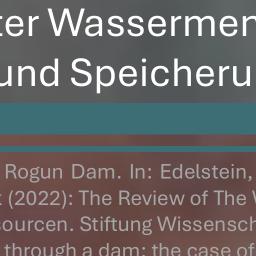 ter Wassermen
und Speicheru
Rogun Dam. In: Edelstein,
(2022): The Review of The
sourcen. Stiftung Wissensch
through a dam: the case of